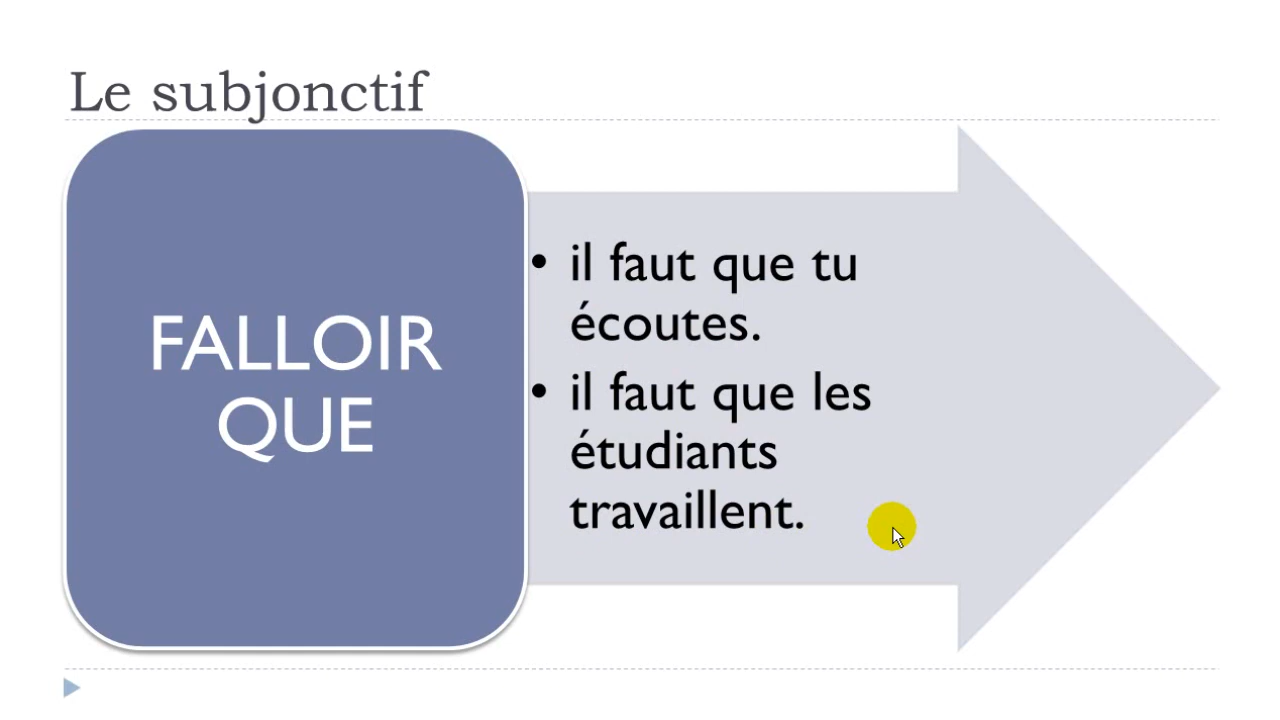 Le subjonctif
FALLOIR
QUE
• il faut que tu
écoutes.
• il faut que les
étudiants
travaillent.